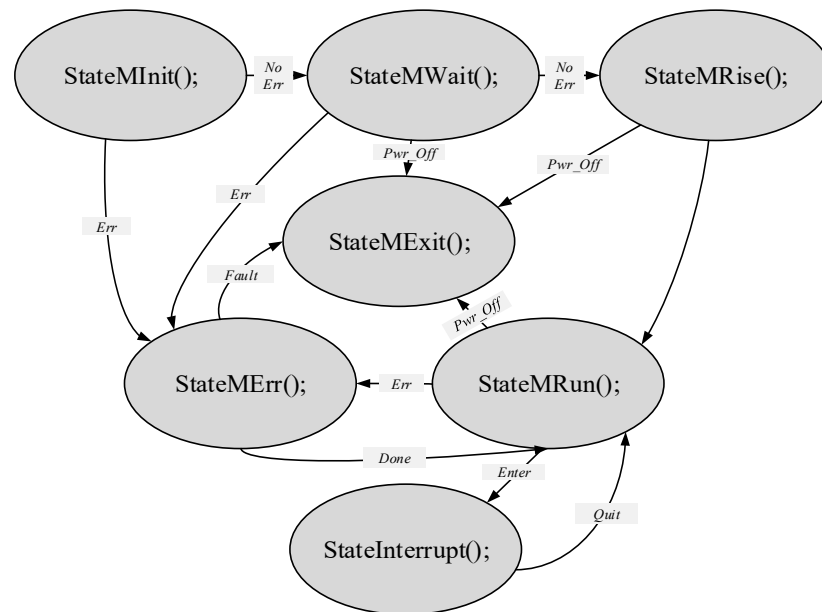 StateMInit();
No
Err
StateMWait();
No
Err
StateMRise();
Pwr_Off
Pwr_Off
Err
Err
StateMExit();
Fault
Pwr_Off
StateMErr();
Err
StateMRun();
Done
Enter
Quit
StateInterrupt();